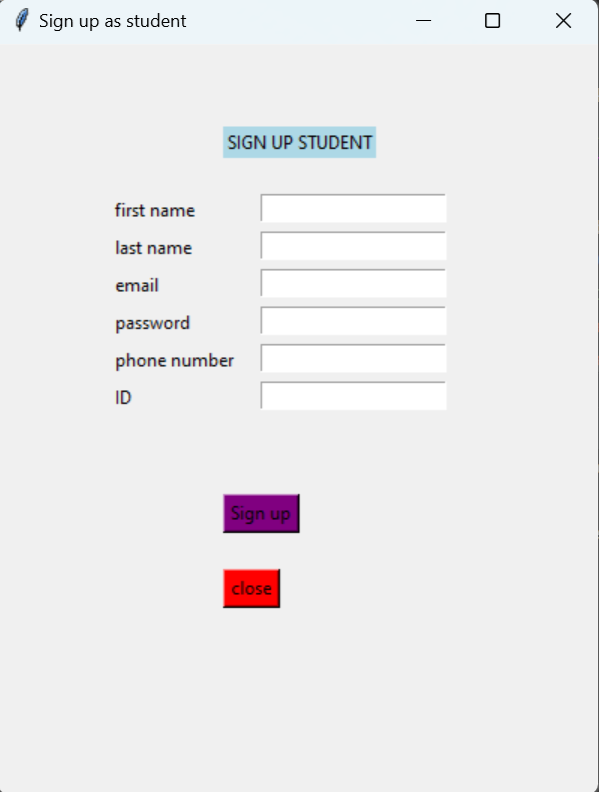 Sign up as student
SIGN UP STUDENT
first name
last name
email
password
phone number
ID
Sign up
close